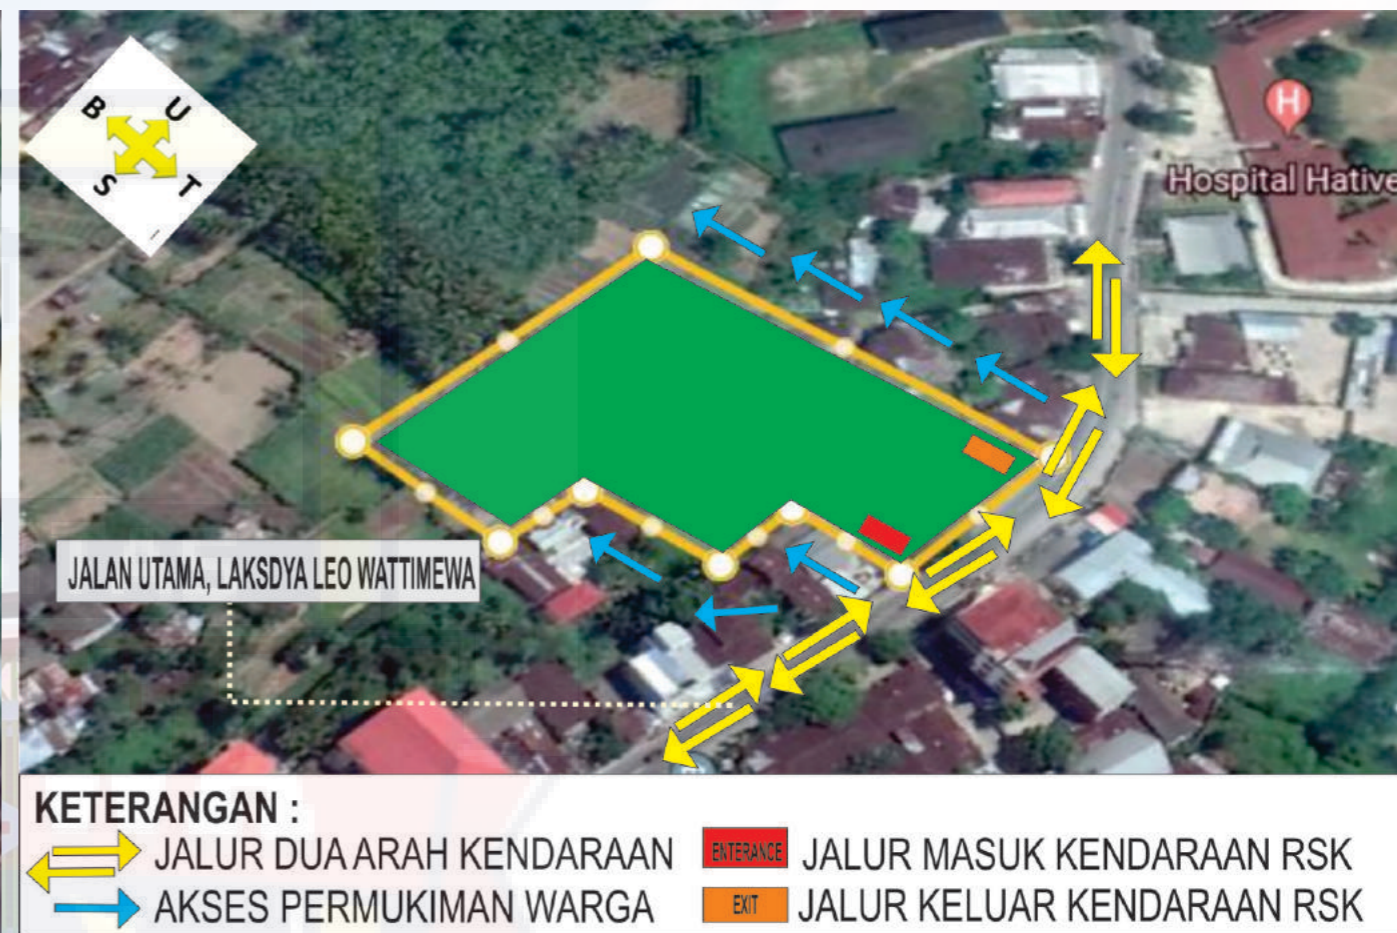 B U
S T
H
Hospital Hative
JALAN UTAMA, LAKSDYA LEO WATTIMEWA
KETERANGAN :
JALUR DUA ARAH KENDARAAN
AKSES PERMUKIMAN WARGA
ENTERANCE JALUR MASUK KENDARAAN RSK
EXIT JALUR KELUAR KENDARAAN RSK